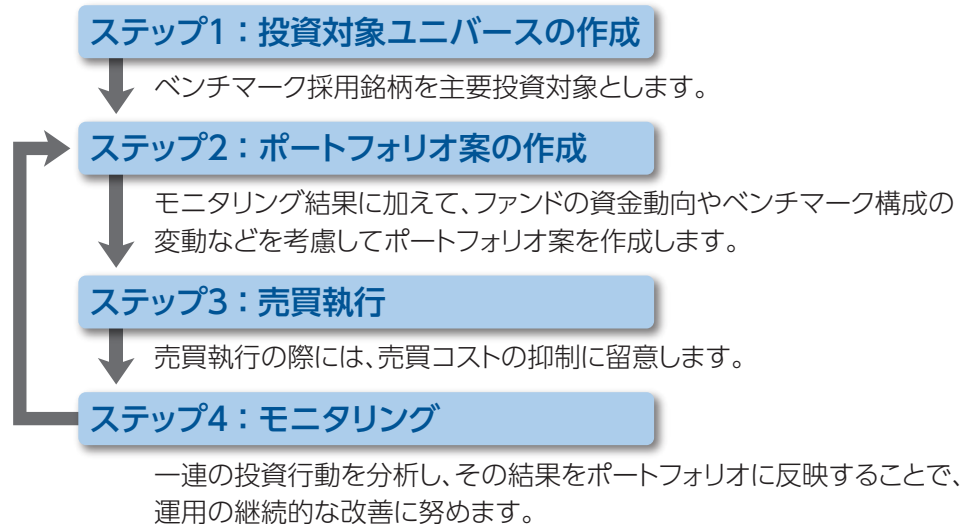 ステップ1：投資対象ユニバースの作成
ベンチマーク採用銘柄を主要投資対象とします。
ステップ2：ポートフォリオ案の作成
モニタリング結果に加えて、ファンドの資金動向やベンチマーク構成の
変動などを考慮してポートフォリオ案を作成します。
ステップ3：売買執行
売買執行の際には、売買コストの抑制に留意します。
ステップ4：モニタリング
一連の投資行動を分析し、その結果をポートフォリオに反映することで、
運用の継続的な改善に努めます。